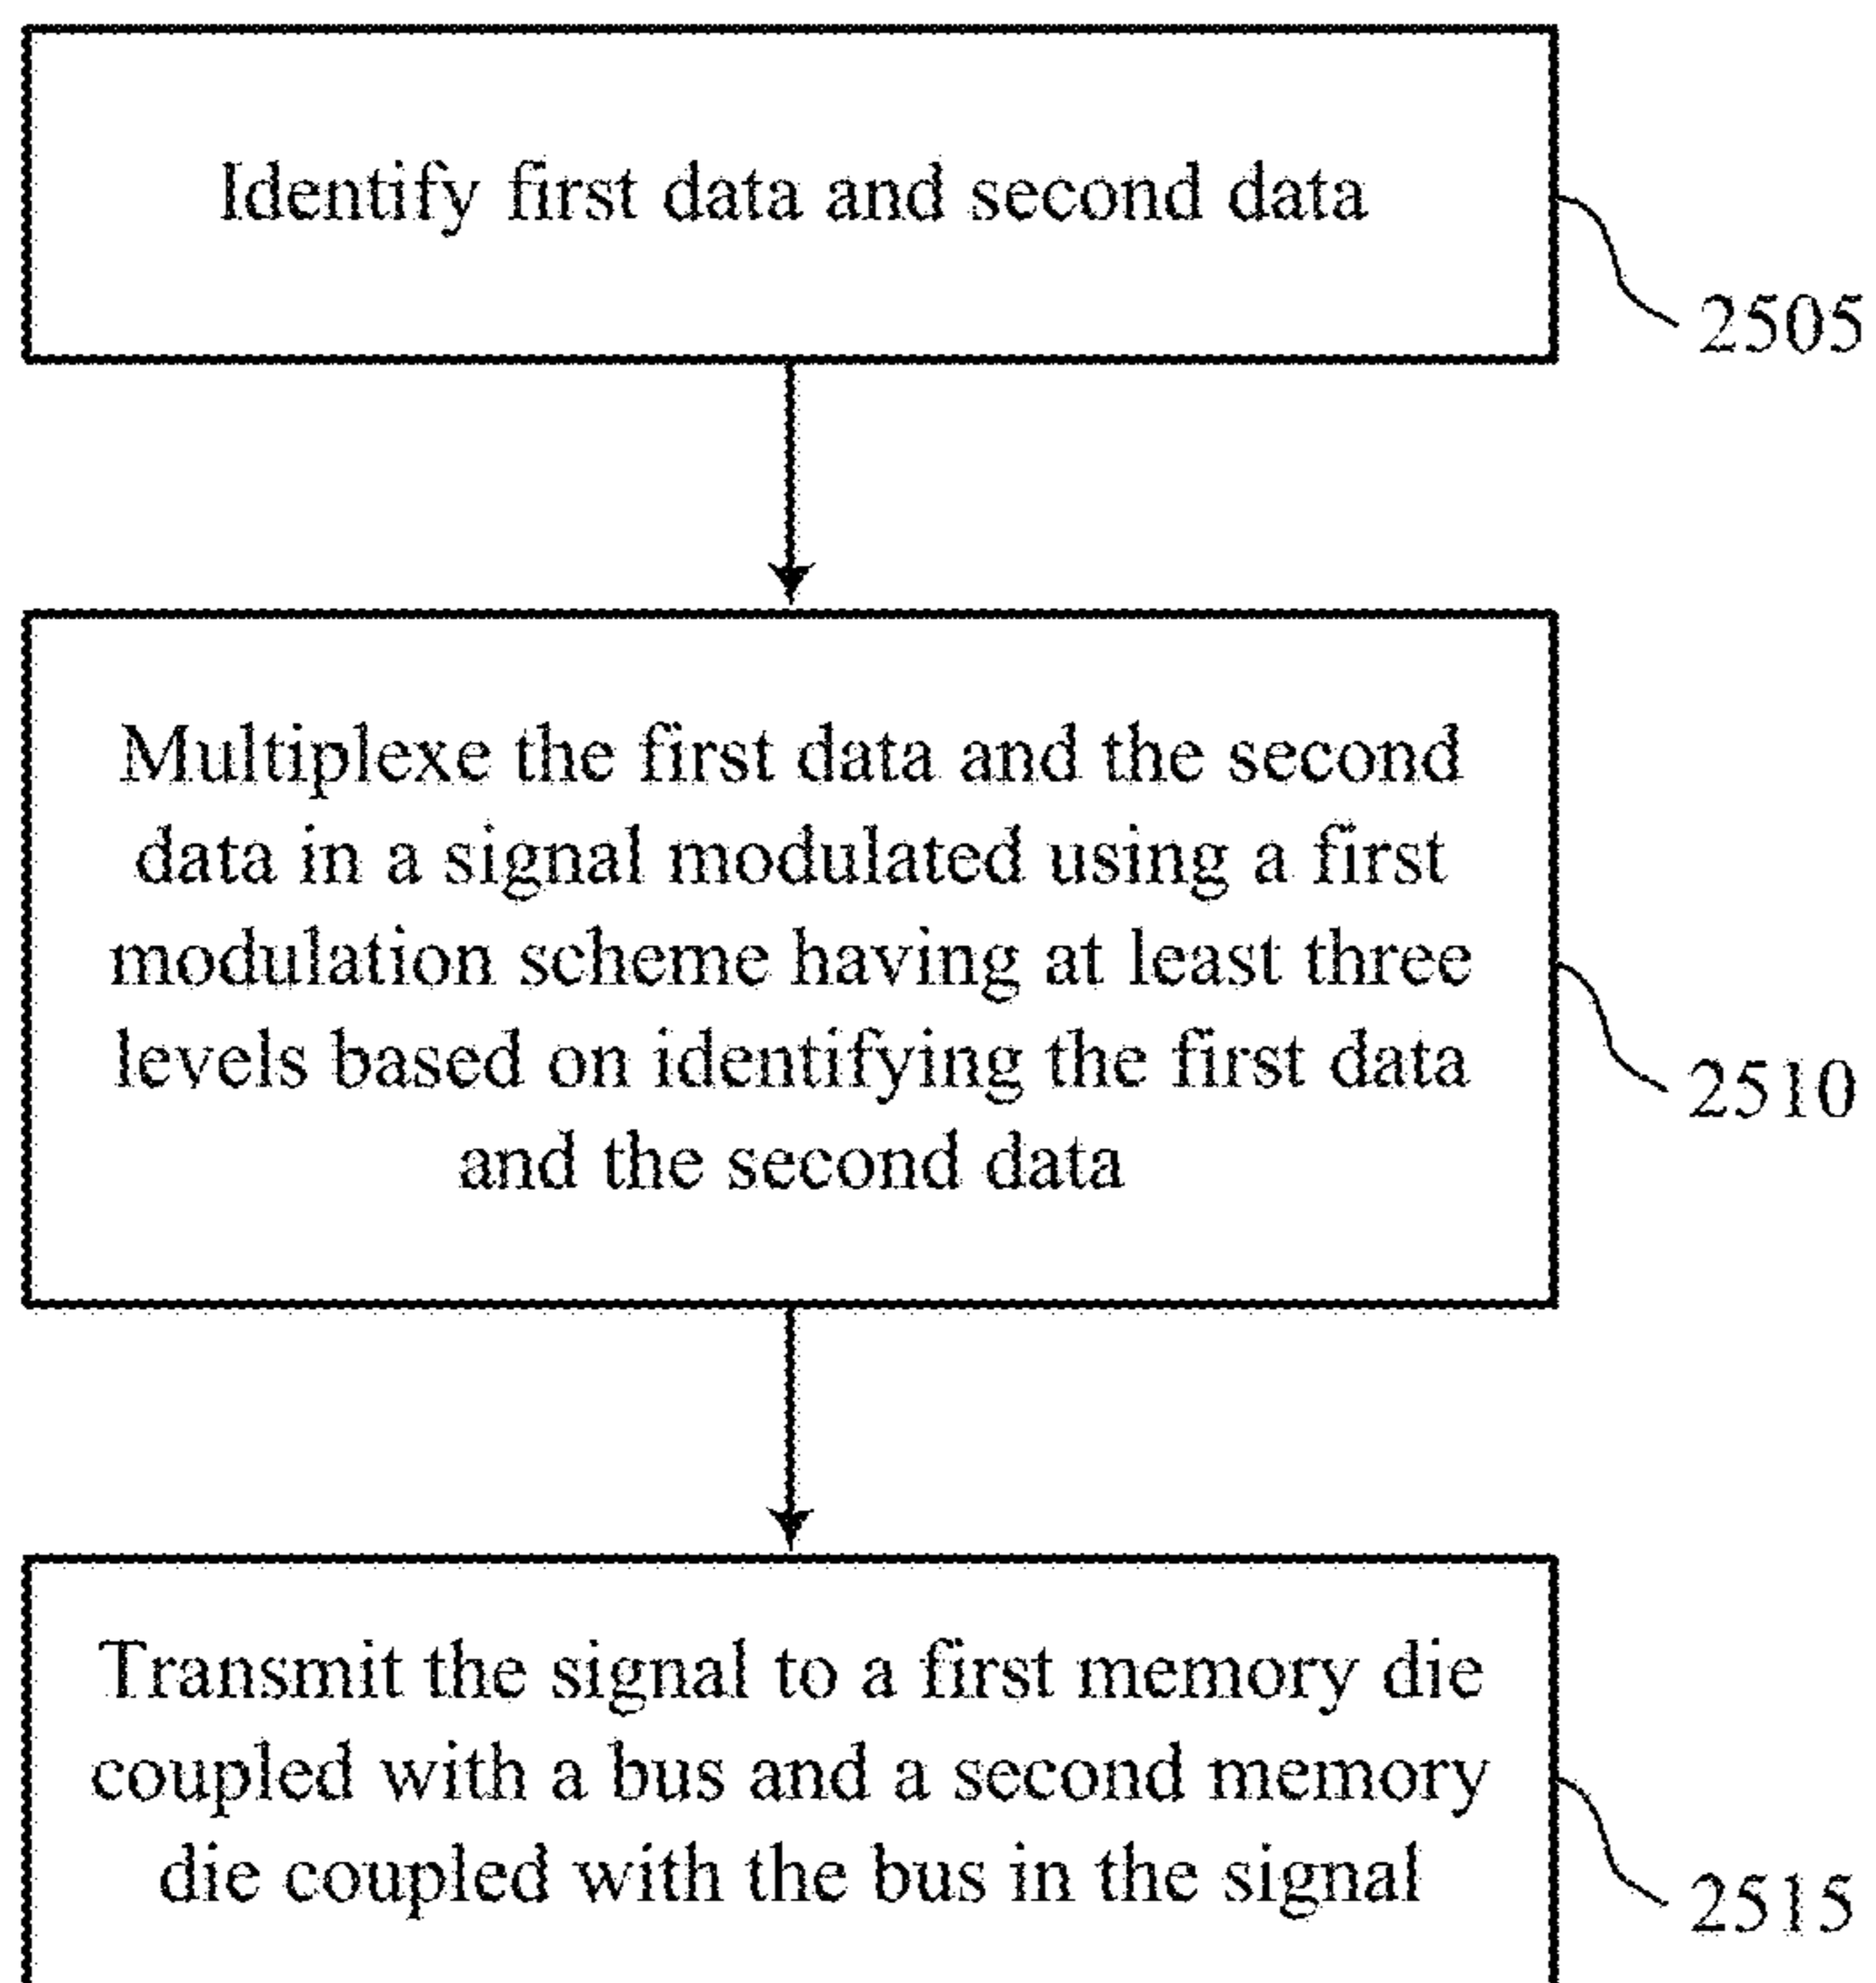 Identify first data and second data
2505
Multiplexe the first data and the second
data in a signal modulated using a first
modulation scheme having at least three
levels based on identifying the first data
and the second data
2510
Transmit the signal to a first memory die
coupled with a bus and a second memory
die coupled with the bus in the signal
2515